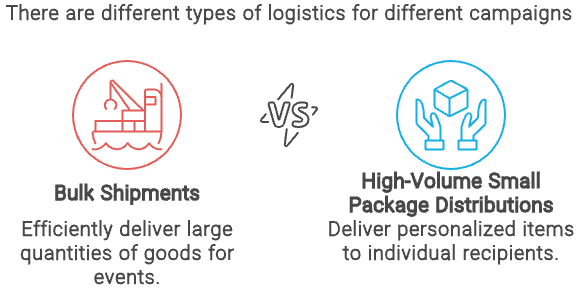 There are different types of logistics for different campaigns
VS
Bulk Shipments
Efficiently deliver large
quantities of goods for
events.
High-Volume Small
Package Distributions
Deliver personalized items
to individual recipients.